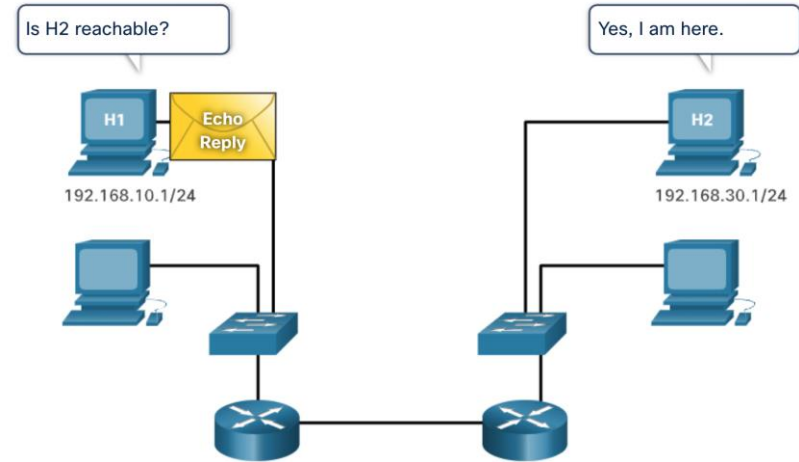 Is H2 reachable?
Yes, I am here.
H1
Echo
Reply
H2
192.168.10.1/24
192.168.30.1/24